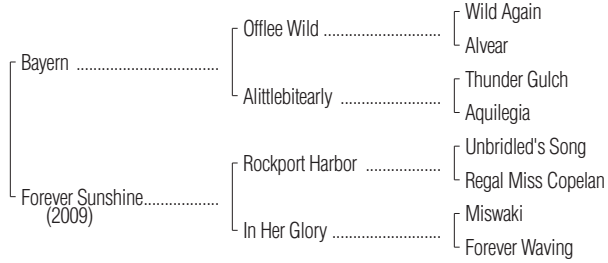 Wild Again
Offlee Wild ..............................
Alvear
Bayern ....................................
Thunder Gulch
Alittlebitearly .........................
Aquilegia
Unbridled's Song
Rockport Harbor ...................
Regal Miss Copelan
Forever Sunshine...................
(2009)
Miswaki
In Her Glory ............................
Forever Waving